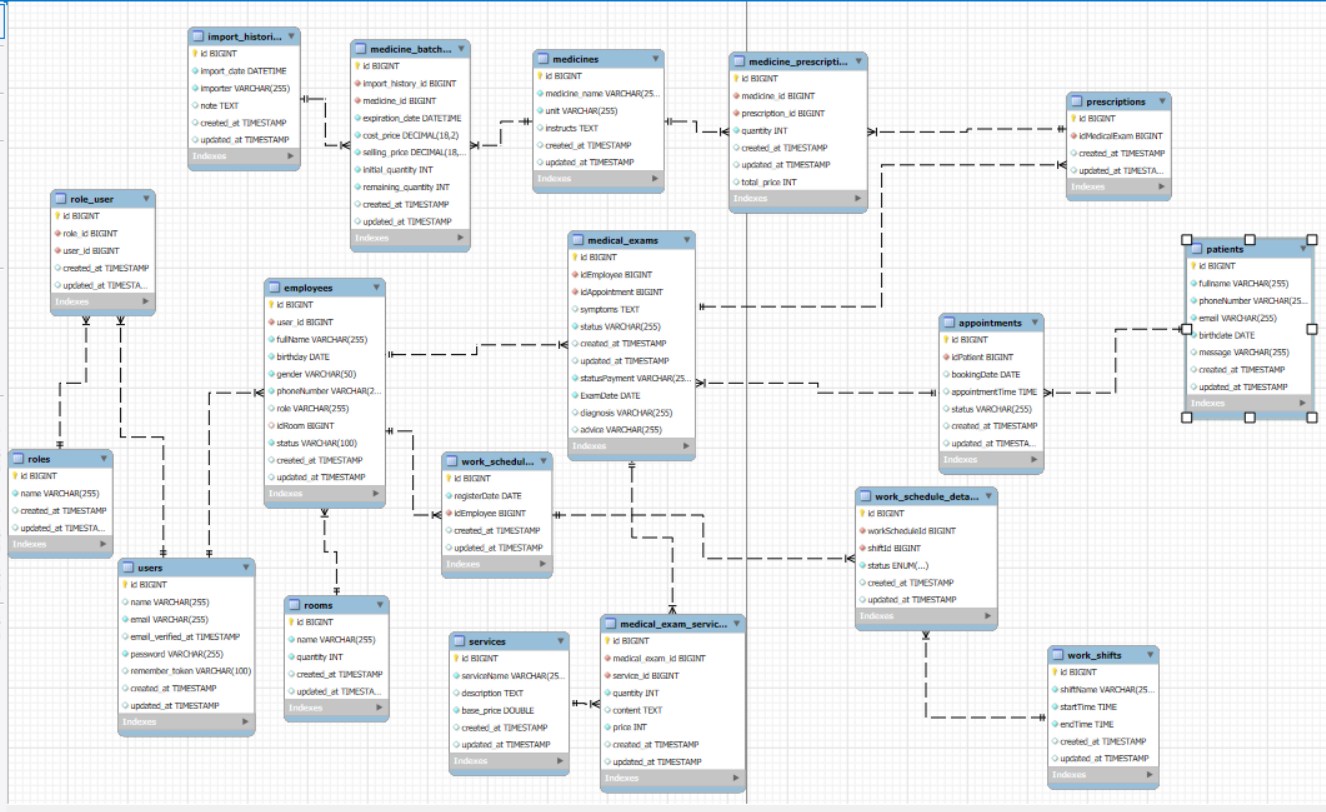 import_histori...
id BIGINT
import_date DATETIME
importer VARCHAR(255)
note TEXT
created_at TIMESTAMP
updated_at TIMESTAMP
Indexes
medicine_batch...
id BIGINT
import_history_id BIGINT
medicine_id BIGINT
expiration_date DATETIME
cost_price DECIMAL(18,2)
selling_price DECIMAL(18,...
initial_quantity INT
remaining_quantity INT
created_at TIMESTAMP
updated_at TIMESTAMP
Indexes
medicines
id BIGINT
medicine_name VARCHAR(25...
unit VARCHAR(255)
instructs TEXT
created_at TIMESTAMP
updated_at TIMESTAMP
Indexes
medicine_prescripti...
id BIGINT
medicine_id BIGINT
prescription_id BIGINT
quantity INT
created_at TIMESTAMP
updated_at TIMESTAMP
total_price INT
Indexes
prescriptions
id BIGINT
idMedicalExam BIGINT
created_at TIMESTAMP
updated_at TIMESTA...
Indexes
role_user
id BIGINT
role_id BIGINT
user_id BIGINT
created_at TIMESTAMP
updated_at TIMESTA...
Indexes
employees
id BIGINT
user_id BIGINT
fullName VARCHAR(255)
birthday DATE
gender VARCHAR(50)
phoneNumber VARCHAR(2...
role VARCHAR(255)
idRoom BIGINT
status VARCHAR(100)
created_at TIMESTAMP
updated_at TIMESTAMP
Indexes
medical_exams
id BIGINT
idEmployee BIGINT
idAppointment BIGINT
symptoms TEXT
status VARCHAR(255)
created_at TIMESTAMP
updated_at TIMESTAMP
statusPayment VARCHAR(25...
ExamDate DATE
diagnosis VARCHAR(255)
advice VARCHAR(255)
Indexes
appointments
id BIGINT
idPatient BIGINT
bookingDate DATE
appointmentTime TIME
status VARCHAR(255)
created_at TIMESTAMP
updated_at TIMESTA...
Indexes
patients
id BIGINT
fullname VARCHAR(255)
phoneNumber VARCHAR(25...
email VARCHAR(255)
birthdate DATE
message VARCHAR(255)
created_at TIMESTAMP
updated_at TIMESTAMP
Indexes
roles
id BIGINT
name VARCHAR(255)
created_at TIMESTAMP
updated_at TIMESTA...
Indexes
users
id BIGINT
name VARCHAR(255)
email VARCHAR(255)
email_verified_at TIMESTAMP
password VARCHAR(255)
remember_token VARCHAR(100)
created_at TIMESTAMP
updated_at TIMESTAMP
Indexes
rooms
id BIGINT
name VARCHAR(255)
quantity INT
created_at TIMESTAMP
updated_at TIMESTA...
Indexes
work_schedul...
id BIGINT
registerDate DATE
idEmployee BIGINT
created_at TIMESTAMP
updated_at TIMESTAMP
Indexes
services
id BIGINT
serviceName VARCHAR(25...
description TEXT
base_price DOUBLE
created_at TIMESTAMP
updated_at TIMESTAMP
Indexes
medical_exam_servic...
id BIGINT
medical_exam_id BIGINT
service_id BIGINT
quantity INT
content TEXT
price INT
created_at TIMESTAMP
updated_at TIMESTAMP
Indexes
work_schedule_deta...
id BIGINT
workScheduleId BIGINT
shiftId BIGINT
status ENUM(...)
created_at TIMESTAMP
updated_at TIMESTAMP
Indexes
work_shifts
id BIGINT
shiftName VARCHAR(25...
startTime TIME
endTime TIME
created_at TIMESTAMP
updated_at TIMESTAMP
Indexes